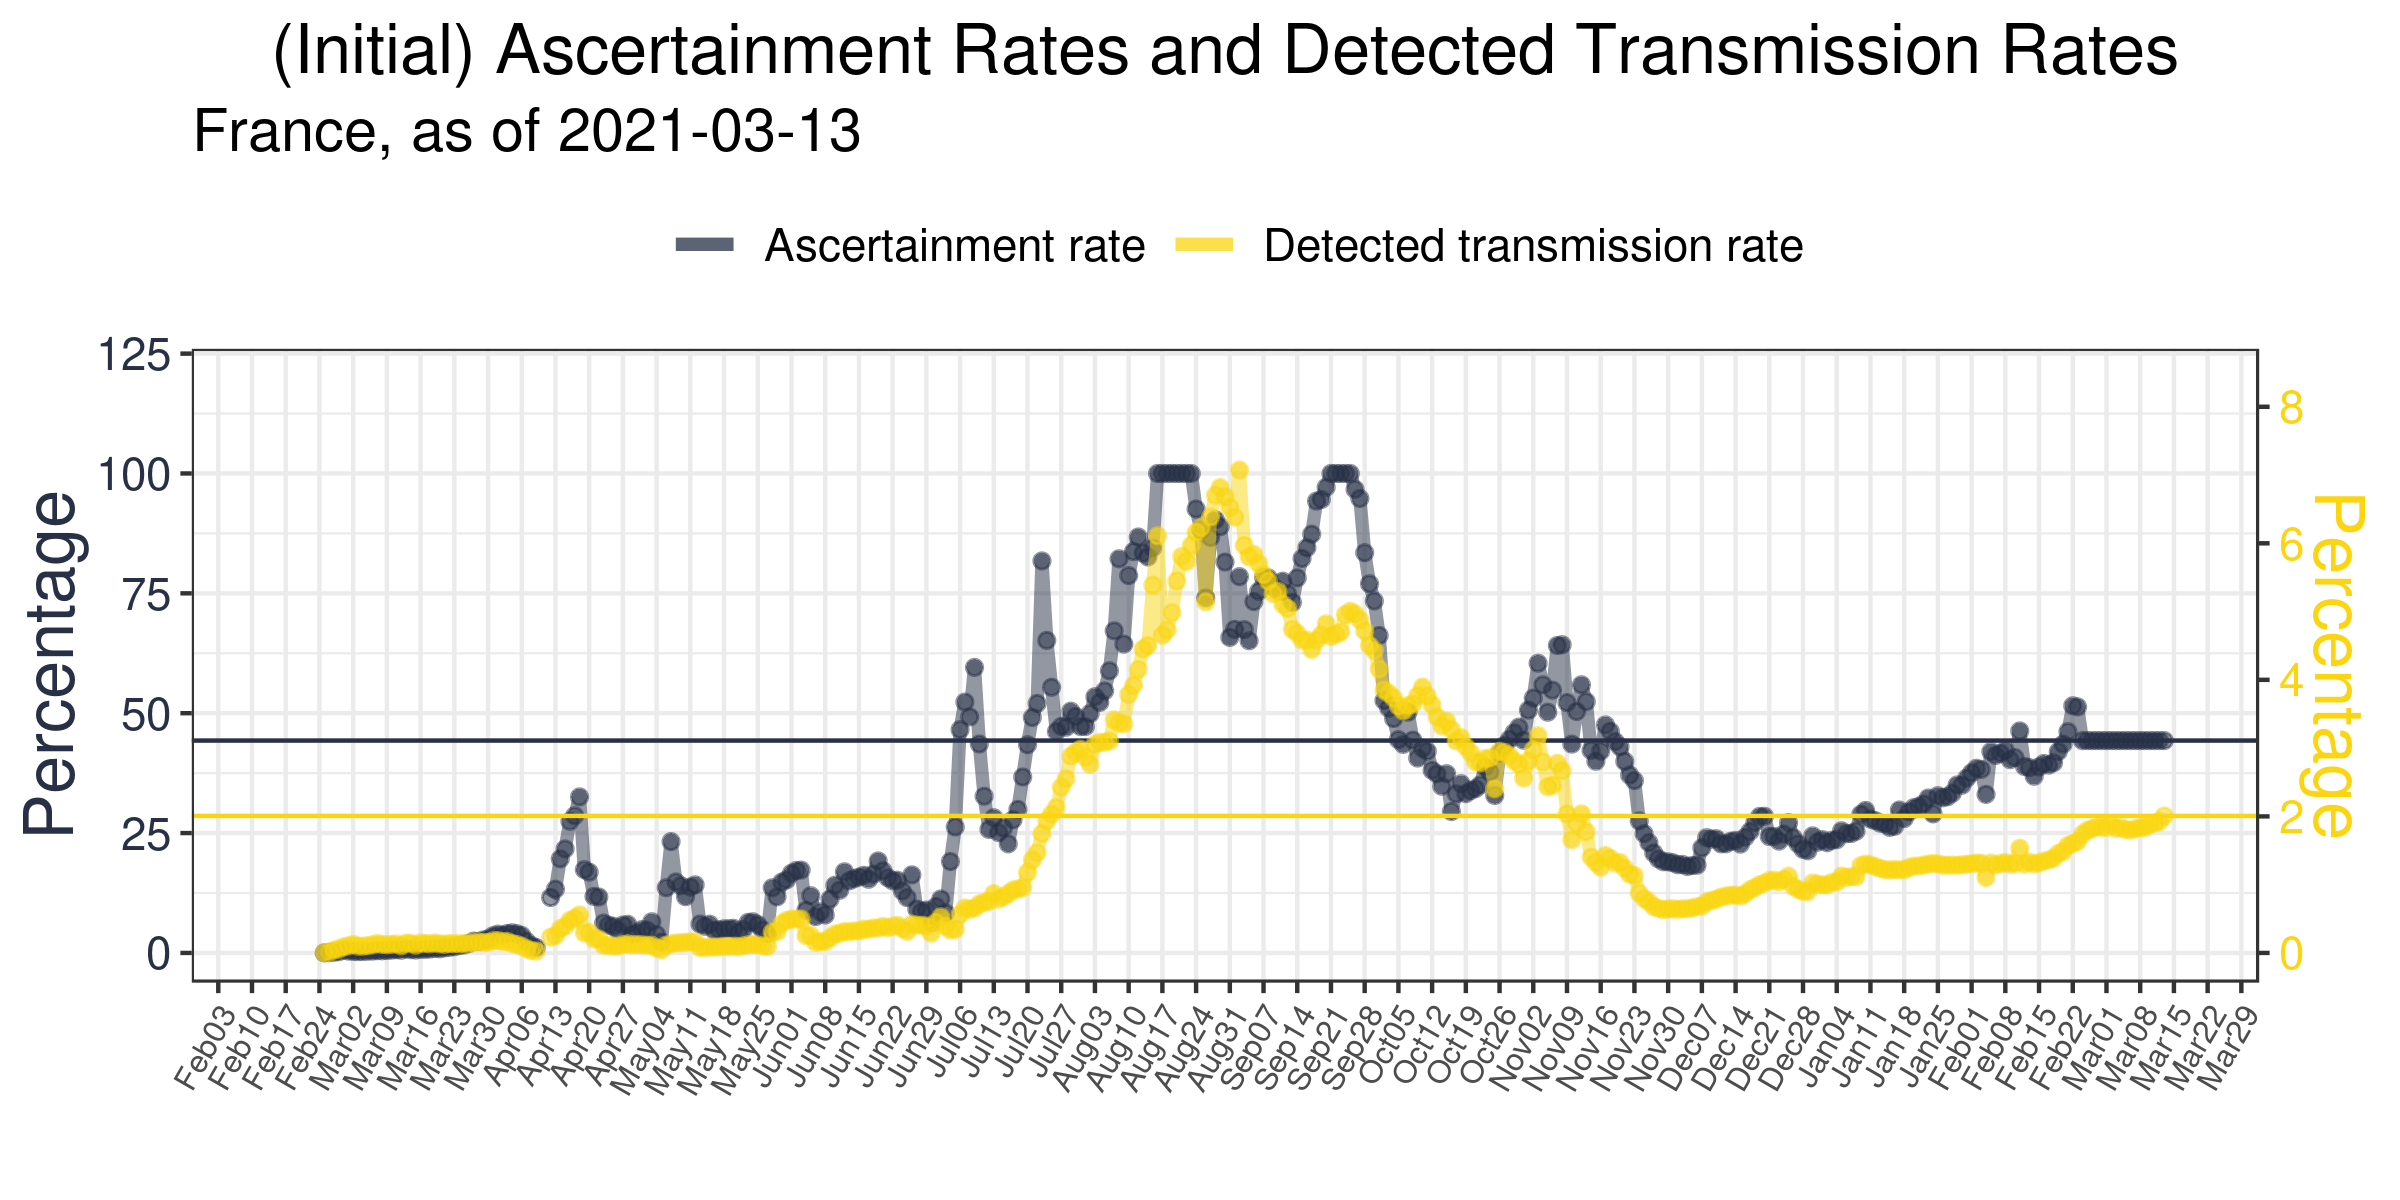 (Initial) Ascertainment Rates and Detected Transmission Rates
France, as of 2021-03-13
Ascertainment rate
Detected transmission rate
125
100
75
50
25
0
Percentage
8
6
4
2
0
Percentage
Feb03
Feb10
Feb17
Feb24
Mar02
Mar09
Mar16
Mar23
Mar30
Apr06
Apr13
Apr20
Apr27
May04
May11
May18
May25
Jun01
Jun08
Jun15
Jun22
Jun29
Jul06
Jul13
Jul20
Jul27
Aug03
Aug10
Aug17
Aug24
Aug31
Sep07
Sep14
Sep21
Sep28
Oct05
Oct12
Oct19
Oct26
Nov02
Nov09
Nov16
Nov23
Nov30
Dec07
Dec14
Dec21
Dec28
Jan04
Jan11
Jan18
Jan25
Feb01
Feb08
Feb15
Feb22
Mar01
Mar08
Mar15
Mar22
Mar29